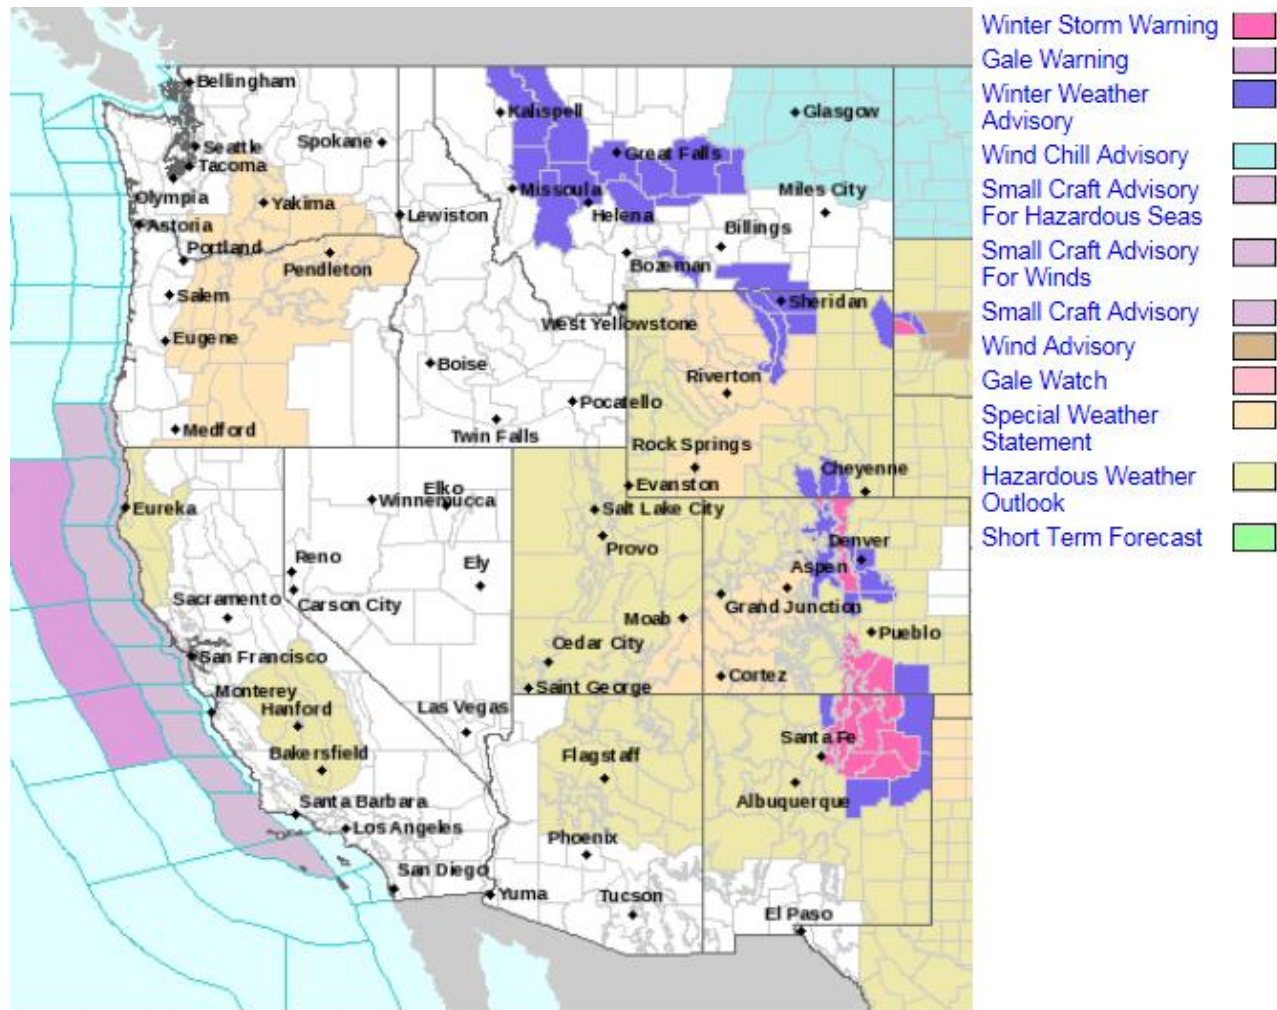 Winter Storm Warning
Gale Warning
Winter Weather
Advisory
Wind Chill Advisory
Small Craft Advisory
For Hazardous Seas
Small Craft Advisory
For Winds
Small Craft Advisory
Wind Advisory
Gale Watch
Special Weather
Statement
Hazardous Weather
Outlook
Short Term Forecast
Bellingham
Kalispell
Glasgow
Seattle
Spokane
Great Falls
Tacoma
Olympia
Yakima
Missoula
Miles City
Lewiston
Helena
Astoria
Billings
Portland
Pendleton
Bozeman
Salem
Sheridan
West Yellowstone
Eugene
Boise
Riverton
Pocatello
Medford
Twin Falls
Rock Springs
Cheyenne
Elko
Evanston
Winnemucca
Eureka
Salt Lake City
Provo
Denver
Reno
Ely
Aspen
Sacramento
Carson City
Grand Junction
Moab
Pueblo
Cedar City
San Francisco
Cortez
Saint George
Monterey
Hanford
Las Vegas
Santa Fe
Bakersfield
Flagstaff
Albuquerque
Santa Barbara
Los Angeles
Phoenix
San Diego
Yuma
Tucson
El Paso